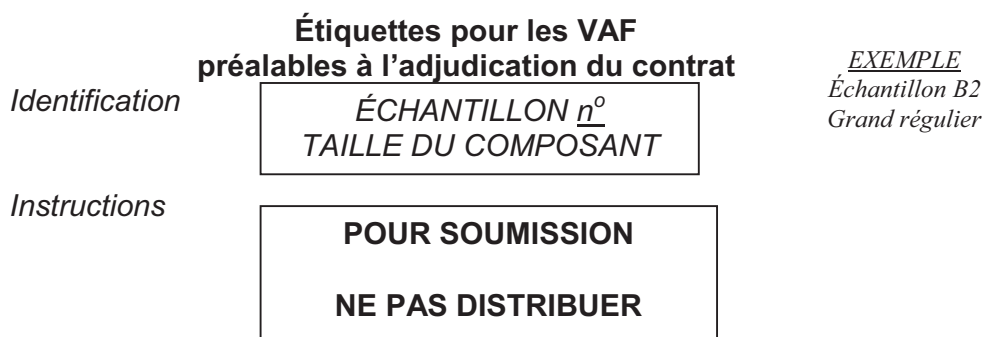 Étiquettes pour les VAF
préalables à l’adjudication du contrat
EXEMPLE
Échantillon B2
Grand régulier
Identification
ÉCHANTILLON nº
TAILLE DU COMPOSANT
Instructions
POUR SOUMISSION
NE PAS DISTRIBUER